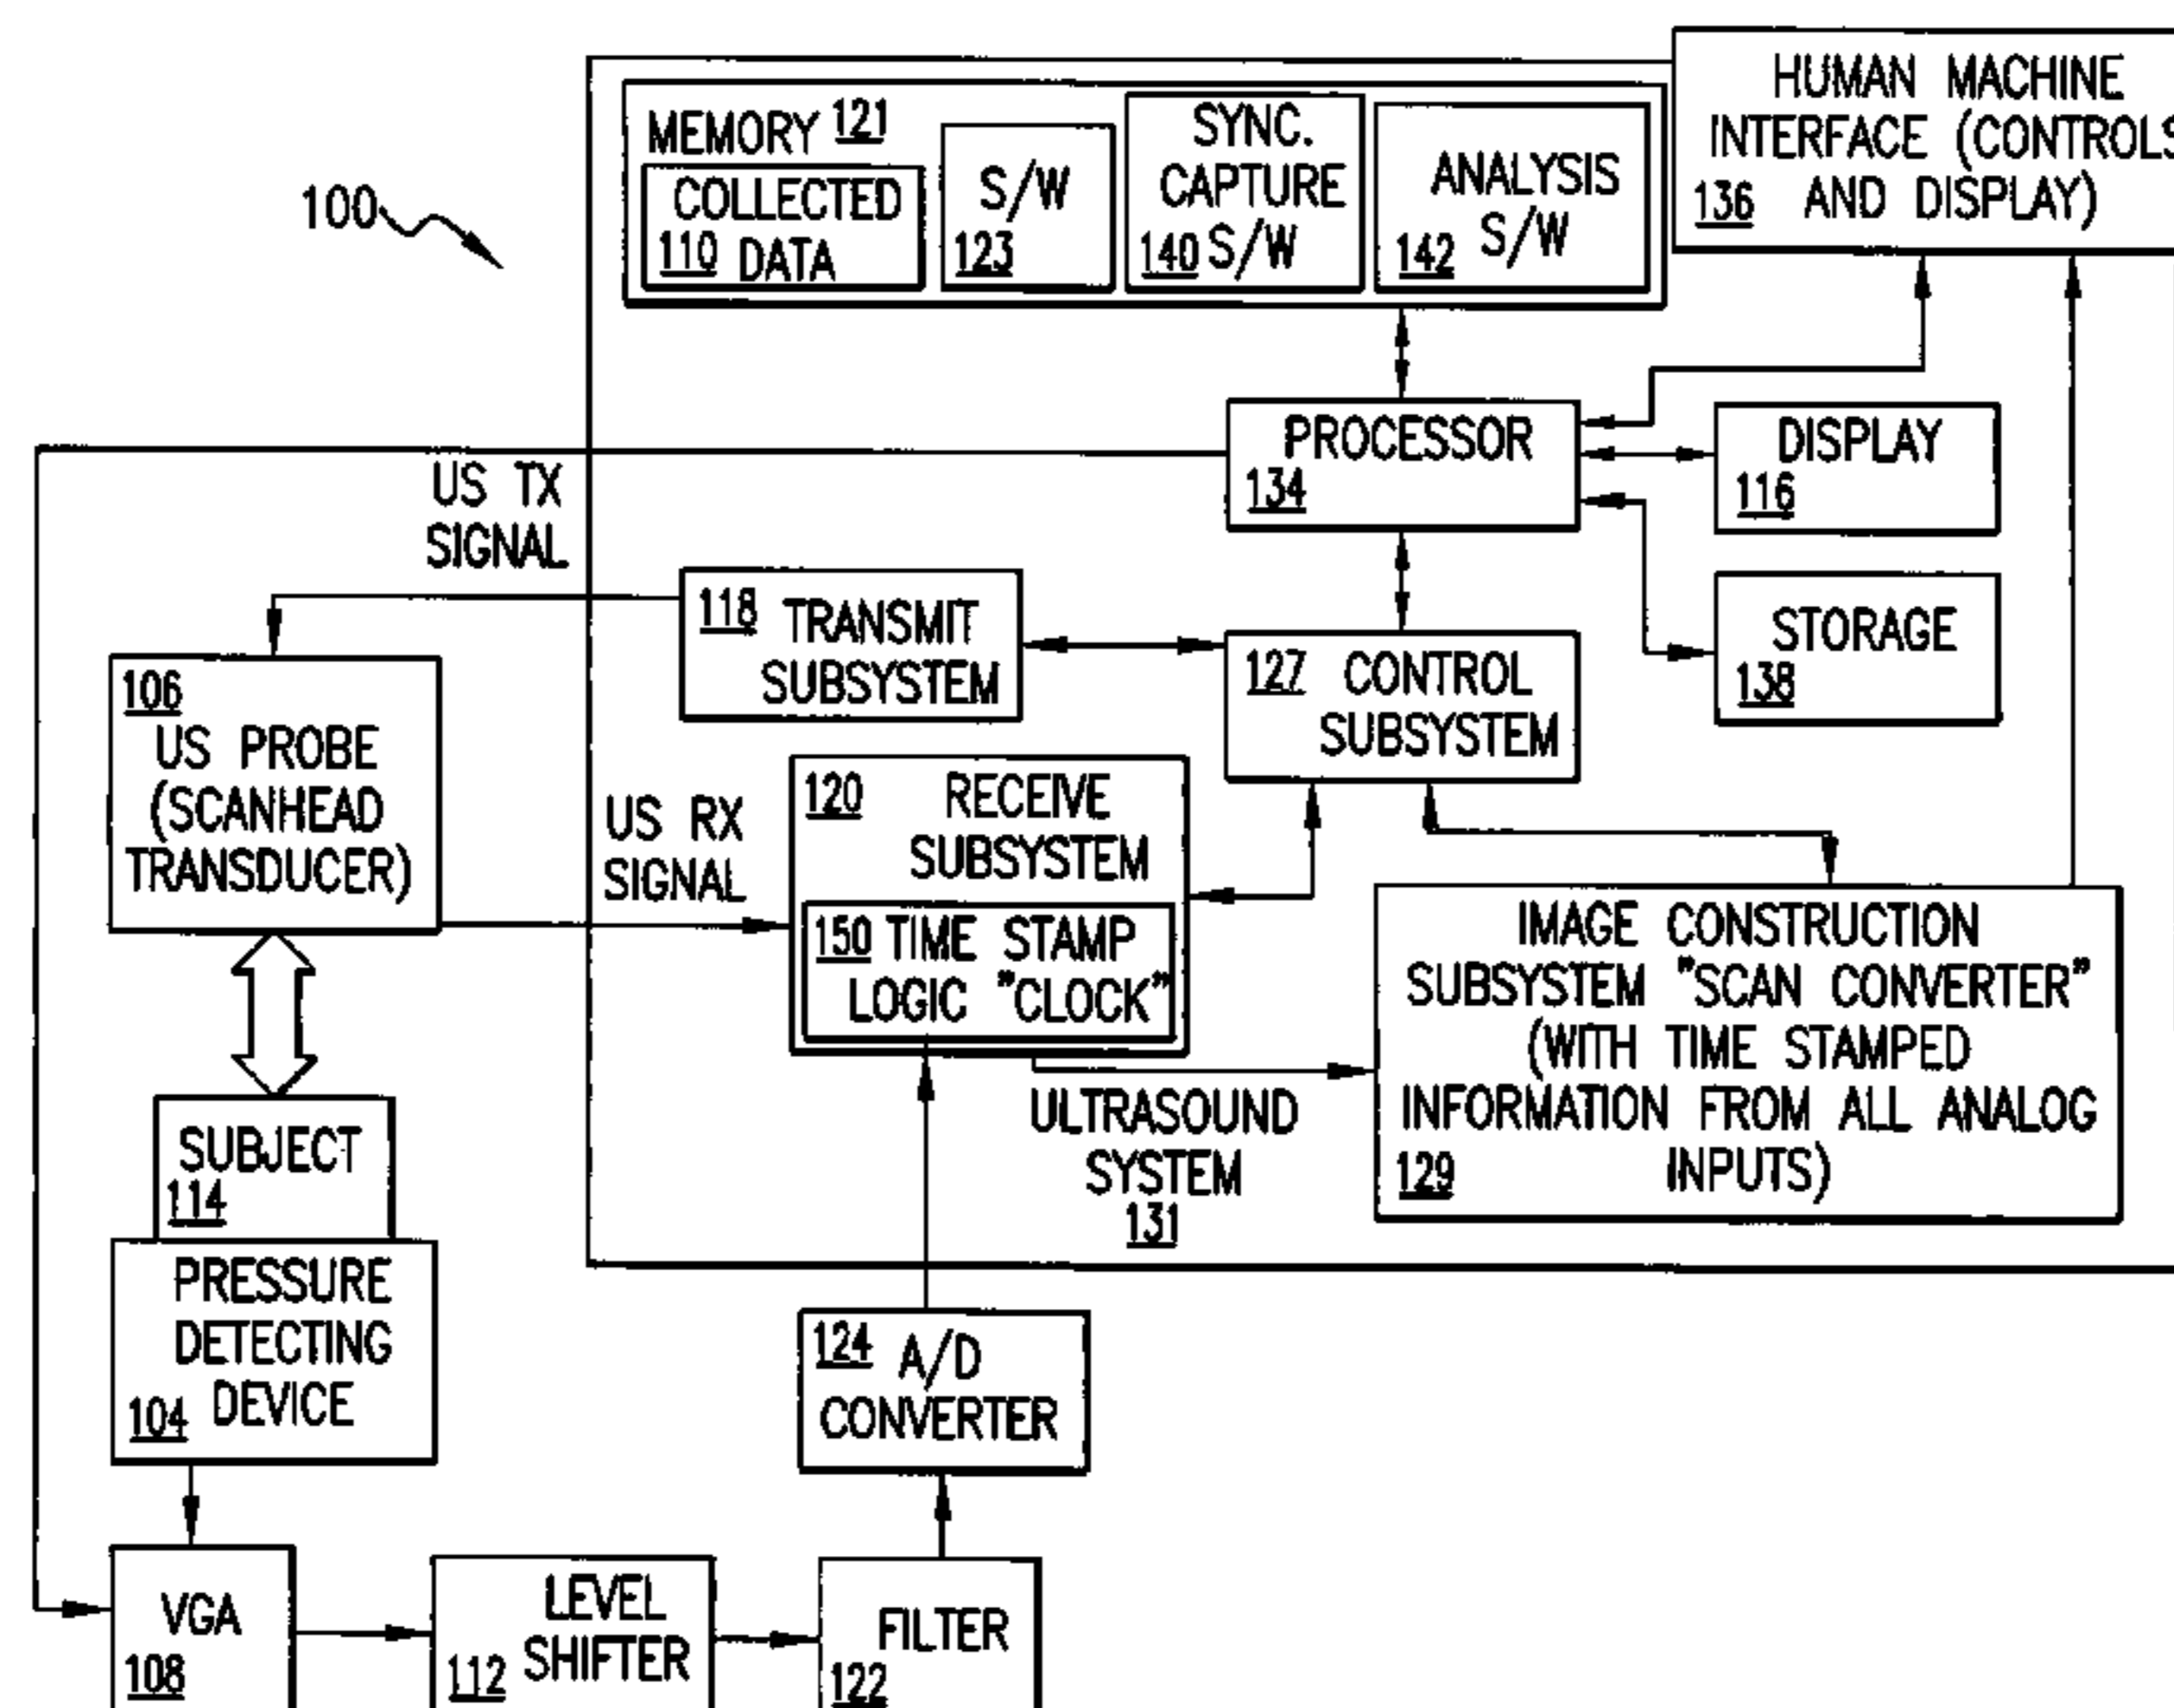 100
MEMORY 121
COLLECTED
110 DATA
S/W
123
SYNC.
CAPTURE
140 S/W
ANALYSIS
142 S/W
HUMAN MACHINE
INTERFACE (CONTROLS
136 AND DISPLAY)
PROCESSOR
134
DISPLAY
116
STORAGE
138
US TX
SIGNAL
118 TRANSMIT
SUBSYSTEM
127 CONTROL
SUBSYSTEM
106
US PROBE
(SCANHEAD
TRANSDUCER)
US RX
SIGNAL
120 RECEIVE
SUBSYSTEM
150 TIME STAMP
LOGIC "CLOCK"
IMAGE CONSTRUCTION
SUBSYSTEM "SCAN CONVERTER"
(WITH TIME STAMPED
INFORMATION FROM ALL ANALOG
129 INPUTS)
ULTRASOUND
SYSTEM
131
SUBJECT
114
PRESSURE
DETECTING
104 DEVICE
124 A/D
CONVERTER
VGA
108
LEVEL
112 SHIFTER
FILTER
122